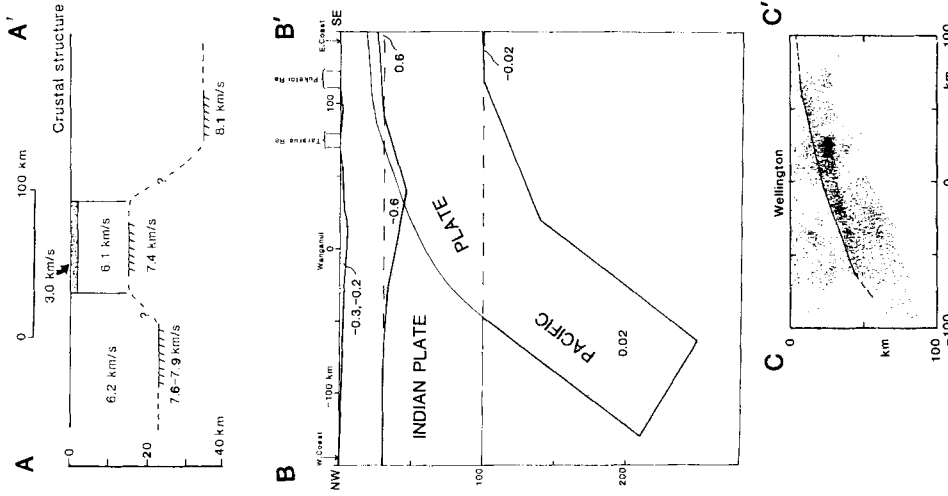 A
A'
Crustal structure
0
100 km
3.0 km/s
0
20
40 km
6.2 km/s
6.1 km/s
7.4 km/s
7.6–7.9 km/s
8.1 km/s
?
?
B
B'
NW
SE
W.Coast
Wanganui
Tararua Ra
Puketoi Ra
E.Coast
-100 km
0
100
-0.3,-0.2
-0.6
0.6
INDIAN PLATE
100
-0.02
PACIFIC
PLATE
0.02
200
C
C'
Wellington
0
km
100
-100
0
km
100